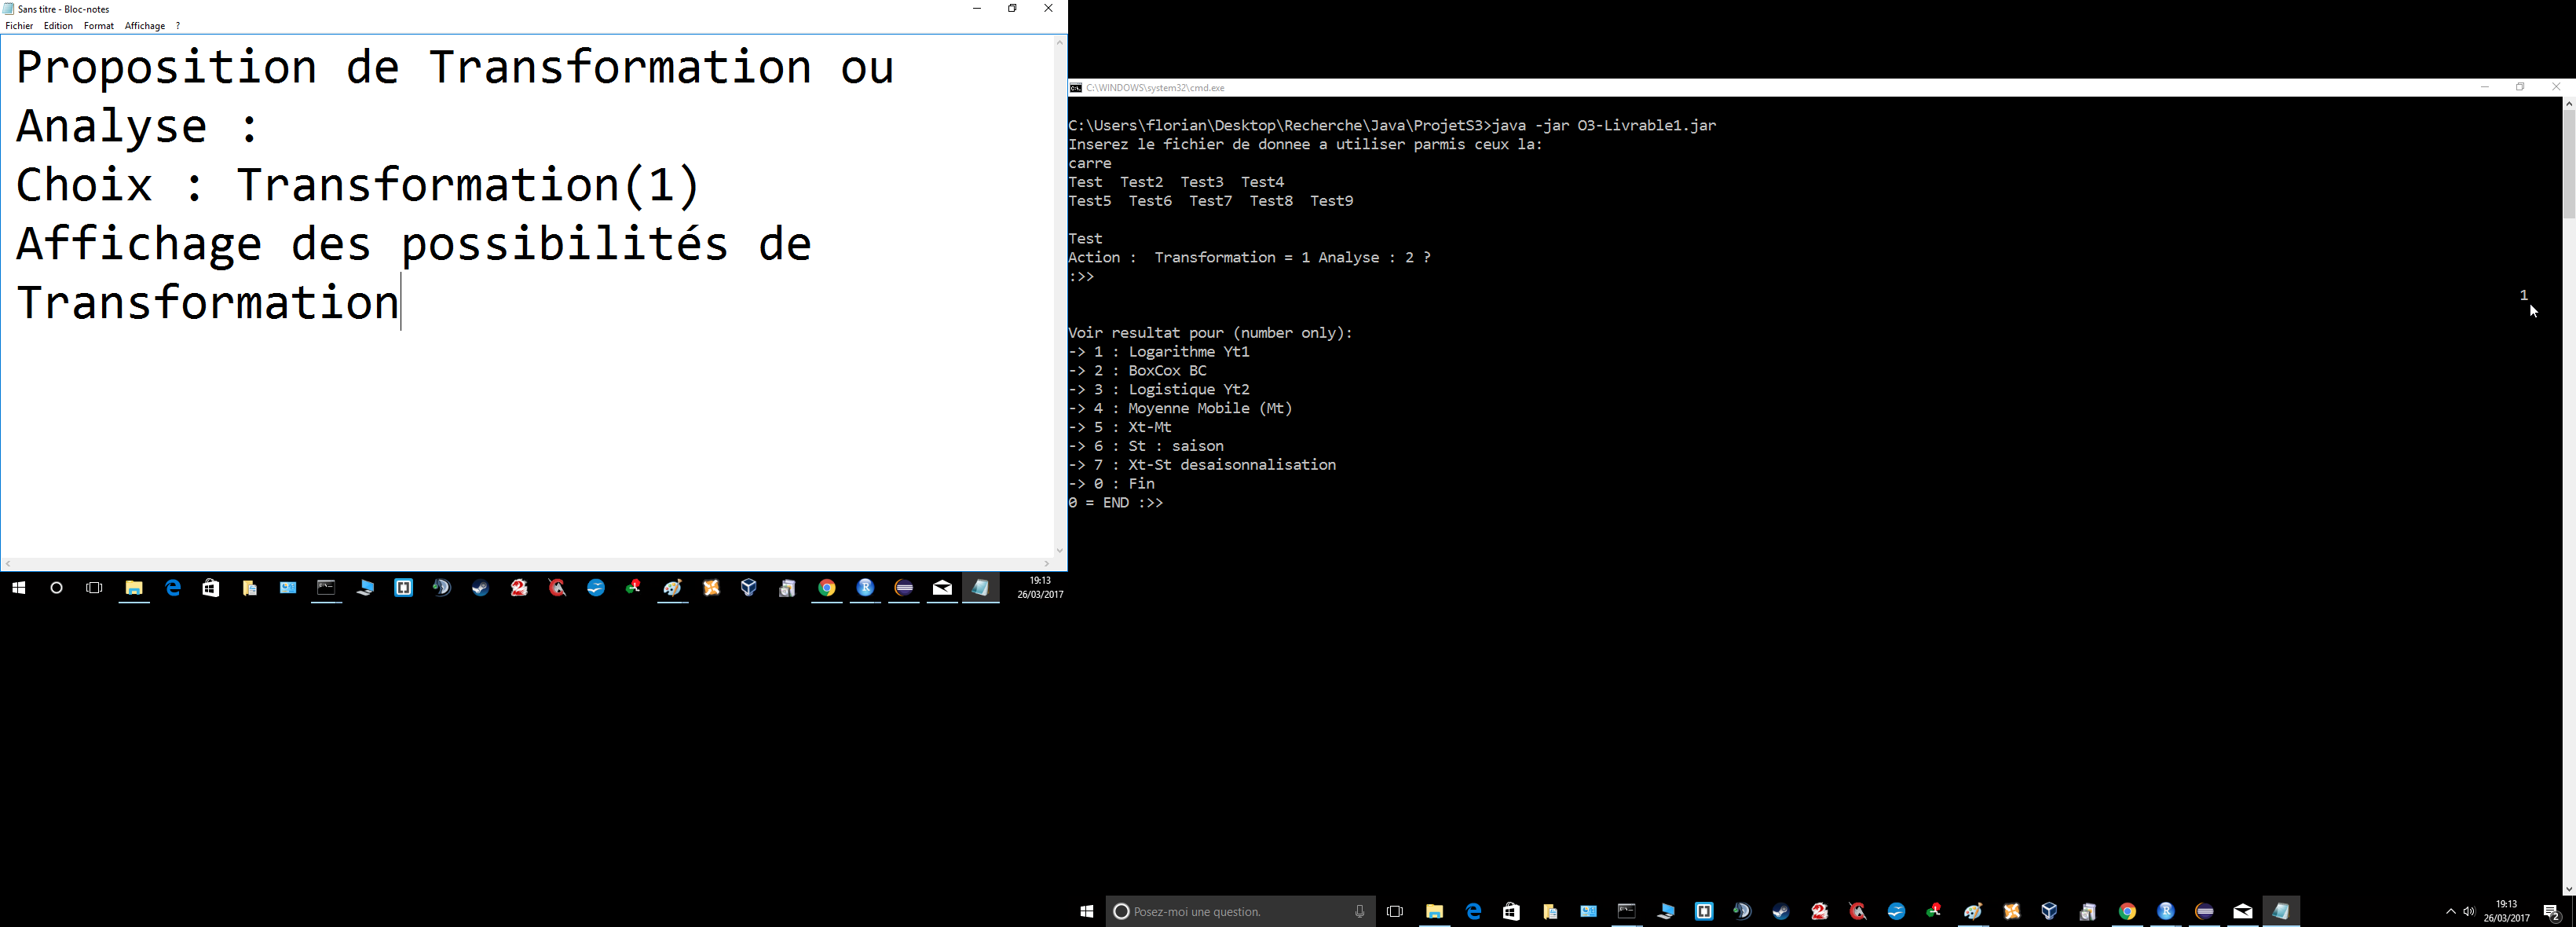 Sans titre - Bloc-notes
Fichier Edition Format Affichage ?
Proposition de Transformation ou
Analyse :
Choix : Transformation(1)
Affichage des possibilités de
Transformation
19:13
26/03/2017
C:\WINDOWS\system32\cmd.exe
C:\Users\florian\Desktop\Recherche\Java\ProjetS3>java -jar O3-Livrable1.jar
Inserez le fichier de donnee a utiliser parmis ceux la:
carre
Test Test2 Test3 Test4
Test5 Test6 Test7 Test8 Test9
Test
Action : Transformation = 1 Analyse : 2 ?
:>>
1
Voir resultat pour (number only):
-> 1 : Logarithme Yt1
-> 2 : BoxCox BC
-> 3 : Logistique Yt2
-> 4 : Moyenne Mobile (Mt)
-> 5 : Xt-Mt
-> 6 : St : saison
-> 7 : Xt-St desaisonnalisation
-> 0 : Fin
0 = END :>>
Posez-moi une question.
19:13
26/03/2017
2